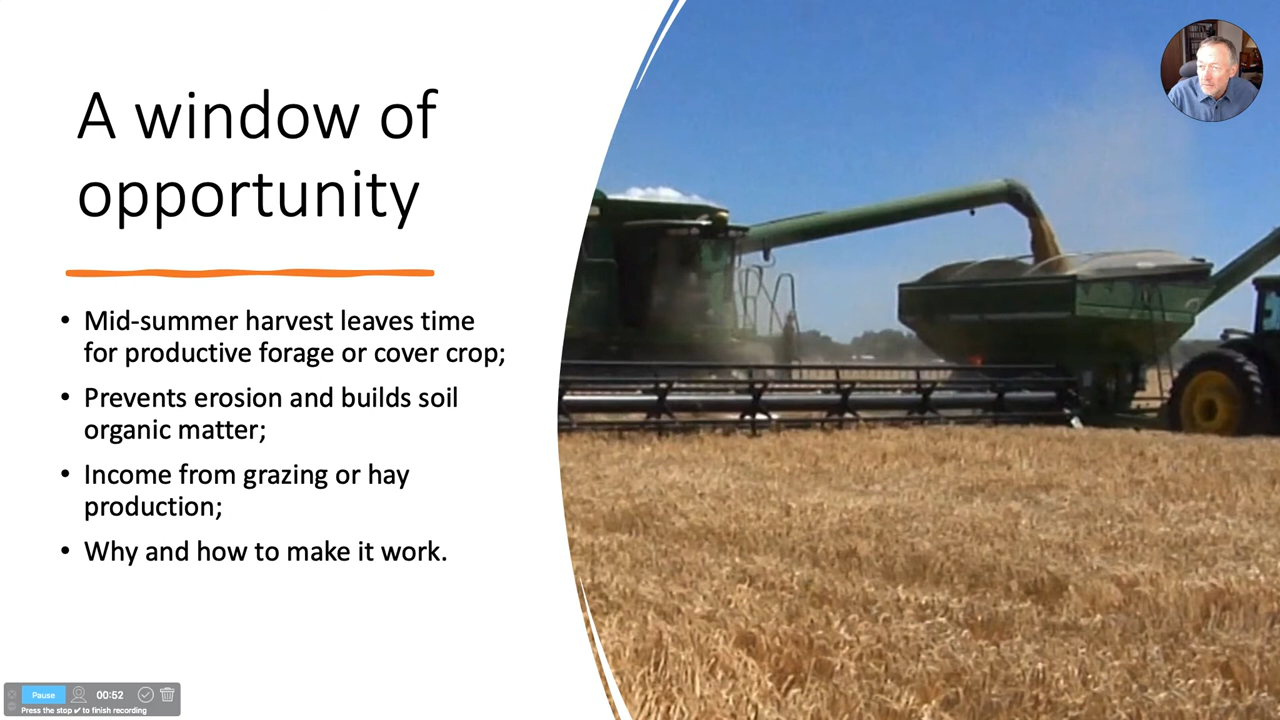 A window of
opportunity
• Mid-summer harvest leaves time
for productive forage or cover crop;
• Prevents erosion and builds soil
organic matter;
• Income from grazing or hay
production;
• Why and how to make it work.
Pause
00:52
Press the stop ✔ to finish recording